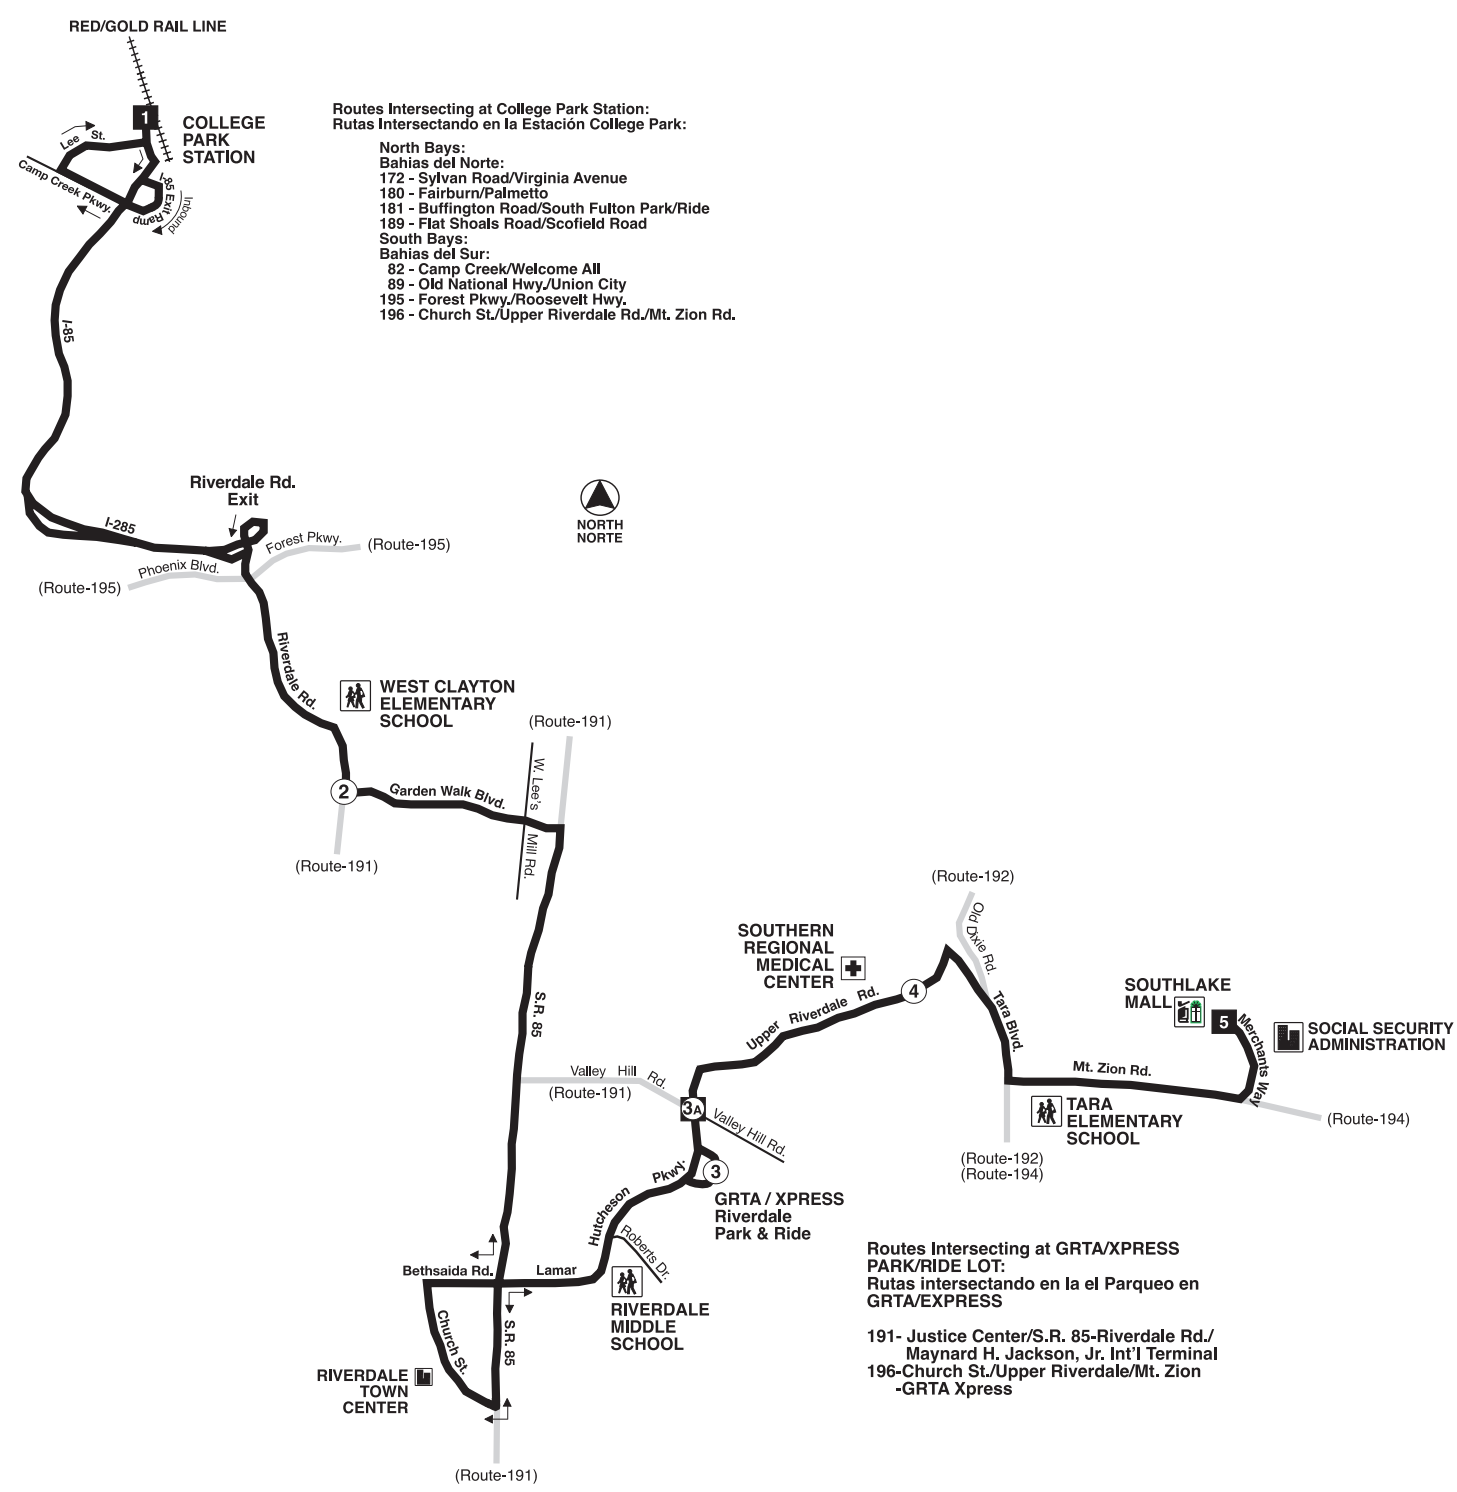 RED/GOLD RAIL LINE
1
COLLEGE
PARK
STATION
Lee St.
Camp Creek Pkwy.
I-85 Exit Ramp
Inbound
Routes Intersecting at College Park Station:
Rutas Intersectando en la Estación College Park:
North Bays:
Bahias del Norte:
172 - Sylvan Road/Virginia Avenue
180 - Fairburn/Palmetto
181 - Buffington Road/South Fulton Park/Ride
189 - Flat Shoals Road/Scofield Road
South Bays:
Bahias del Sur:
82 - Camp Creek/Welcome All
89 - Old National Hwy./Union City
195 - Forest Pkwy./Roosevelt Hwy.
196 - Church St./Upper Riverdale Rd./Mt. Zion Rd.
I-85
Riverdale Rd.
Exit
I-285
NORTH
NORTE
Forest Pkwy.
(Route-195)
Phoenix Blvd.
(Route-195)
Riverdale Rd.
WEST CLAYTON
ELEMENTARY
SCHOOL
(Route-191)
W. Lee's Mill Rd.
2
Garden Walk Blvd.
(Route-191)
(Route-192)
Old Dixie Rd.
SOUTHERN
REGIONAL
MEDICAL
CENTER
4
Upper Riverdale Rd.
Tara Blvd.
SOUTHLAKE
MALL
5
Merchants Way
SOCIAL SECURITY
ADMINISTRATION
S.R. 85
Valley Hill Rd.
(Route-191)
Mt. Zion Rd.
3A
Valley Hill Rd.
TARA
ELEMENTARY
SCHOOL
(Route-194)
(Route-192)
(Route-194)
3
GRTA / XPRESS
Riverdale
Park & Ride
Hutcheson Pkwy.
Roberts Dr.
Bethsaida Rd.
Lamar
RIVERDALE
MIDDLE
SCHOOL
Church St.
S.R. 85
RIVERDALE
TOWN
CENTER
(Route-191)
Routes Intersecting at GRTA/XPRESS
PARK/RIDE LOT:
Rutas intersectando en la el Parqueo en
GRTA/EXPRESS
191- Justice Center/S.R. 85-Riverdale Rd./
Maynard H. Jackson, Jr. Int'l Terminal
196-Church St./Upper Riverdale/Mt. Zion
-GRTA Xpress